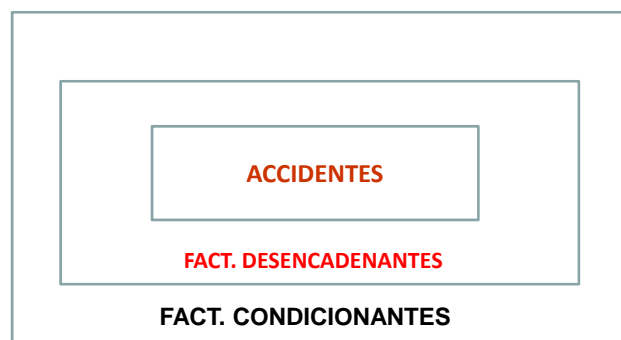 ACCIDENTES
FACT. DESENCADENANTES
FACT. CONDICIONANTES